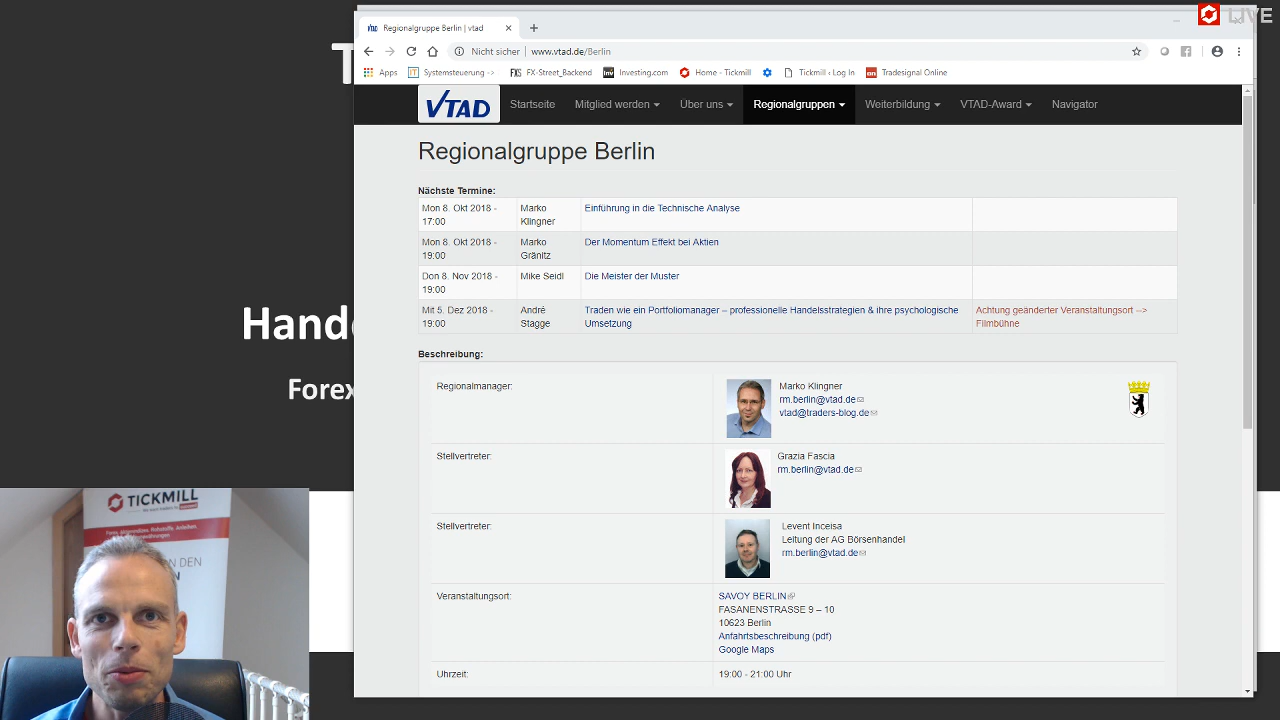 LIVE
T
Hande
Forex
Regionalgruppe Berlin | vtad
Nicht sicher | www.vtad.de/Berlin
Apps
Systemsteuerung ->
FX-Street_Backend
Investing.com
Home - Tickmill
Tickmill ‹ Log In
Tradesignal Online
VTAD
Startseite
Mitglied werden
Über uns
Regionalgruppen
Weiterbildung
VTAD-Award
Navigator
Regionalgruppe Berlin
Nächste Termine:
Mon 8. Okt 2018 -
17:00
Marko
Klingner
Einführung in die Technische Analyse
Mon 8. Okt 2018 -
19:00
Marko
Gränitz
Der Momentum Effekt bei Aktien
Don 8. Nov 2018 -
19:00
Mike Seidl
Die Meister der Muster
Mit 5. Dez 2018 -
19:00
André
Stagge
Traden wie ein Portfoliomanager – professionelle Handelsstrategien & ihre psychologische
Umsetzung
Achtung geänderter Veranstaltungsort -->
Filmbühne
Beschreibung:
Regionalmanager:
Marko Klingner
rm.berlin@vtad.de
vtad@traders-blog.de
Stellvertreter:
Grazia Fascia
rm.berlin@vtad.de
Stellvertreter:
Levent Inceisa
Leitung der AG Börsenhandel
rm.berlin@vtad.de
Veranstaltungsort:
SAVOY BERLIN
FASANENSTRASSE 9 – 10
10623 Berlin
Anfahrtsbeschreibung (pdf)
Google Maps
Uhrzeit:
19:00 - 21:00 Uhr
TICKMILL